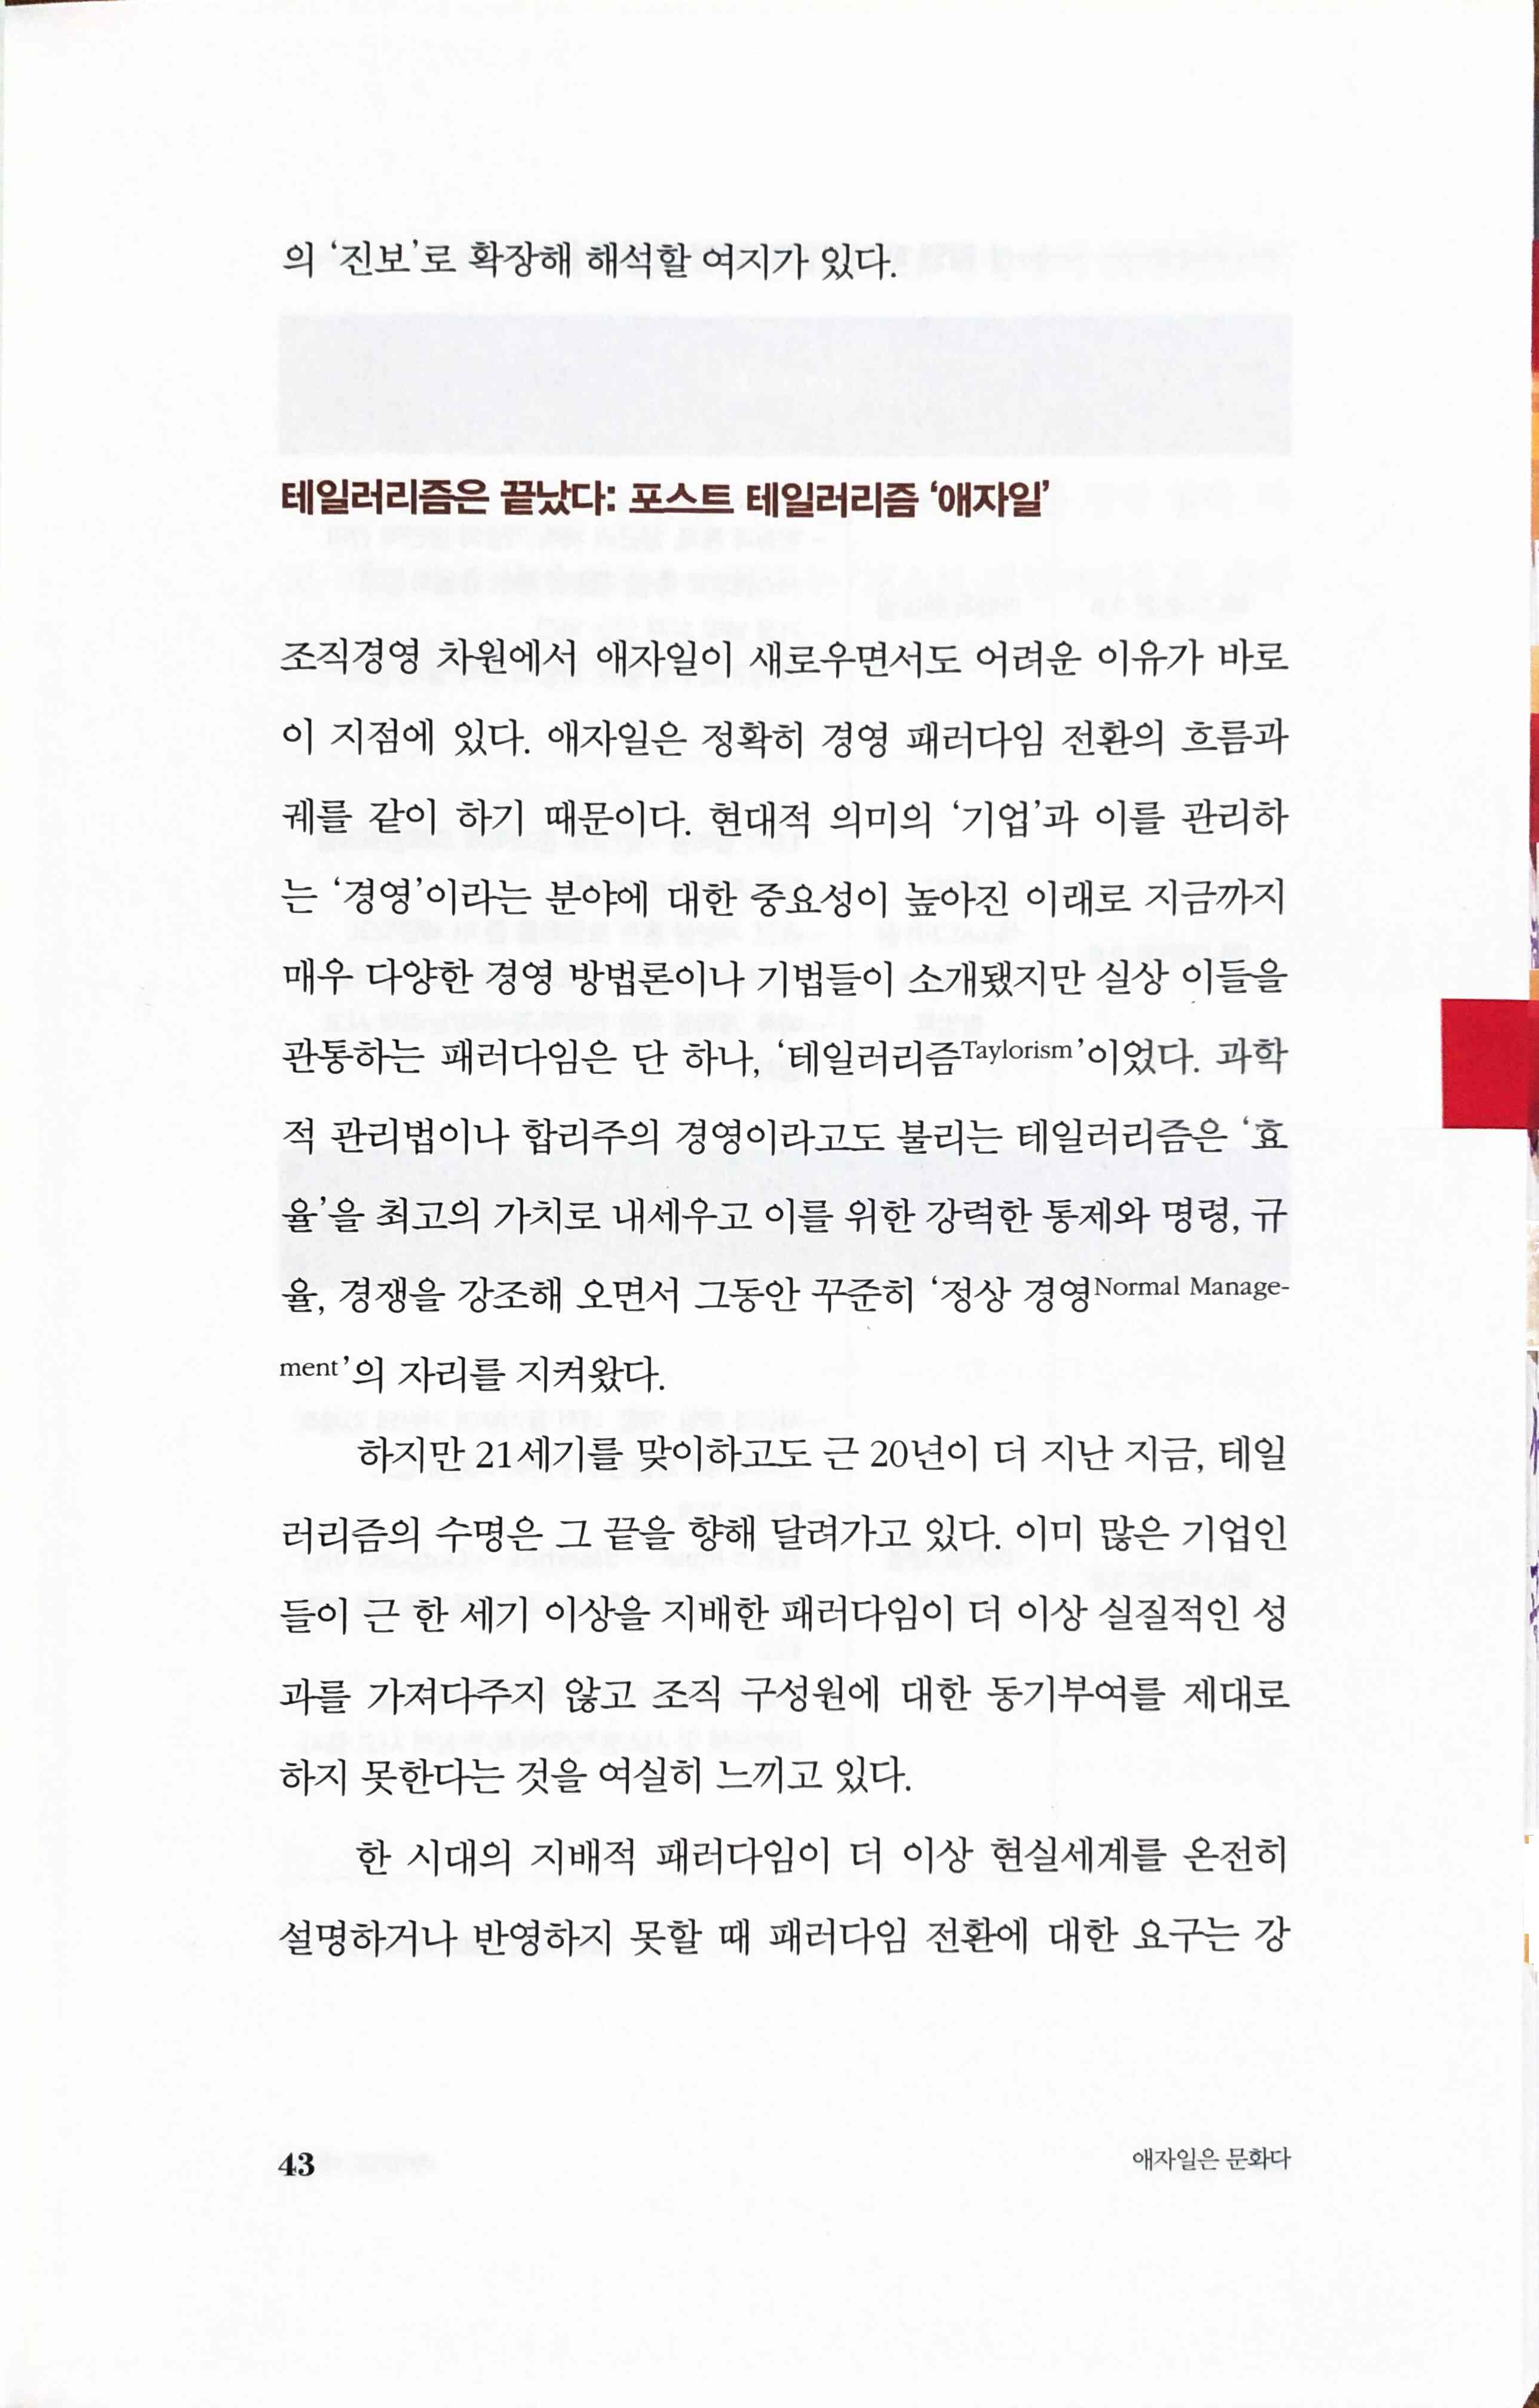 의 ‘진보’로 확장해 해석할 여지가 있다.
테일러리즘은 끝났다: 포스트 테일러리즘 ‘애자일’
조직경영 차원에서 애자일이 새로우면서도 어려운 이유가 바로
이 지점에 있다. 애자일은 정확히 경영 패러다임 전환의 흐름과
궤를 같이 하기 때문이다. 현대적 의미의 ‘기업’과 이를 관리하
는 ‘경영’이라는 분야에 대한 중요성이 높아진 이래로 지금까지
매우 다양한 경영 방법론이나 기법들이 소개됐지만 실상 이들을
관통하는 패러다임은 단 하나, ‘테일러리즘Taylorism’이었다. 과학
적 관리법이나 합리주의 경영이라고도 불리는 테일러리즘은 ‘효
율’을 최고의 가치로 내세우고 이를 위한 강력한 통제와 명령, 규
율, 경쟁을 강조해 오면서 그동안 꾸준히 ‘정상 경영Normal Manage-
ment’의 자리를 지켜왔다.
하지만 21세기를 맞이하고도 근 20년이 더 지난 지금, 테일
러리즘의 수명은 그 끝을 향해 달려가고 있다. 이미 많은 기업인
들이 근 한 세기 이상을 지배한 패러다임이 더 이상 실질적인 성
과를 가져다주지 않고 조직 구성원에 대한 동기부여를 제대로
하지 못한다는 것을 여실히 느끼고 있다.
한 시대의 지배적 패러다임이 더 이상 현실세계를 온전히
설명하거나 반영하지 못할 때 패러다임 전환에 대한 요구는 강
43
애자일은 문화다